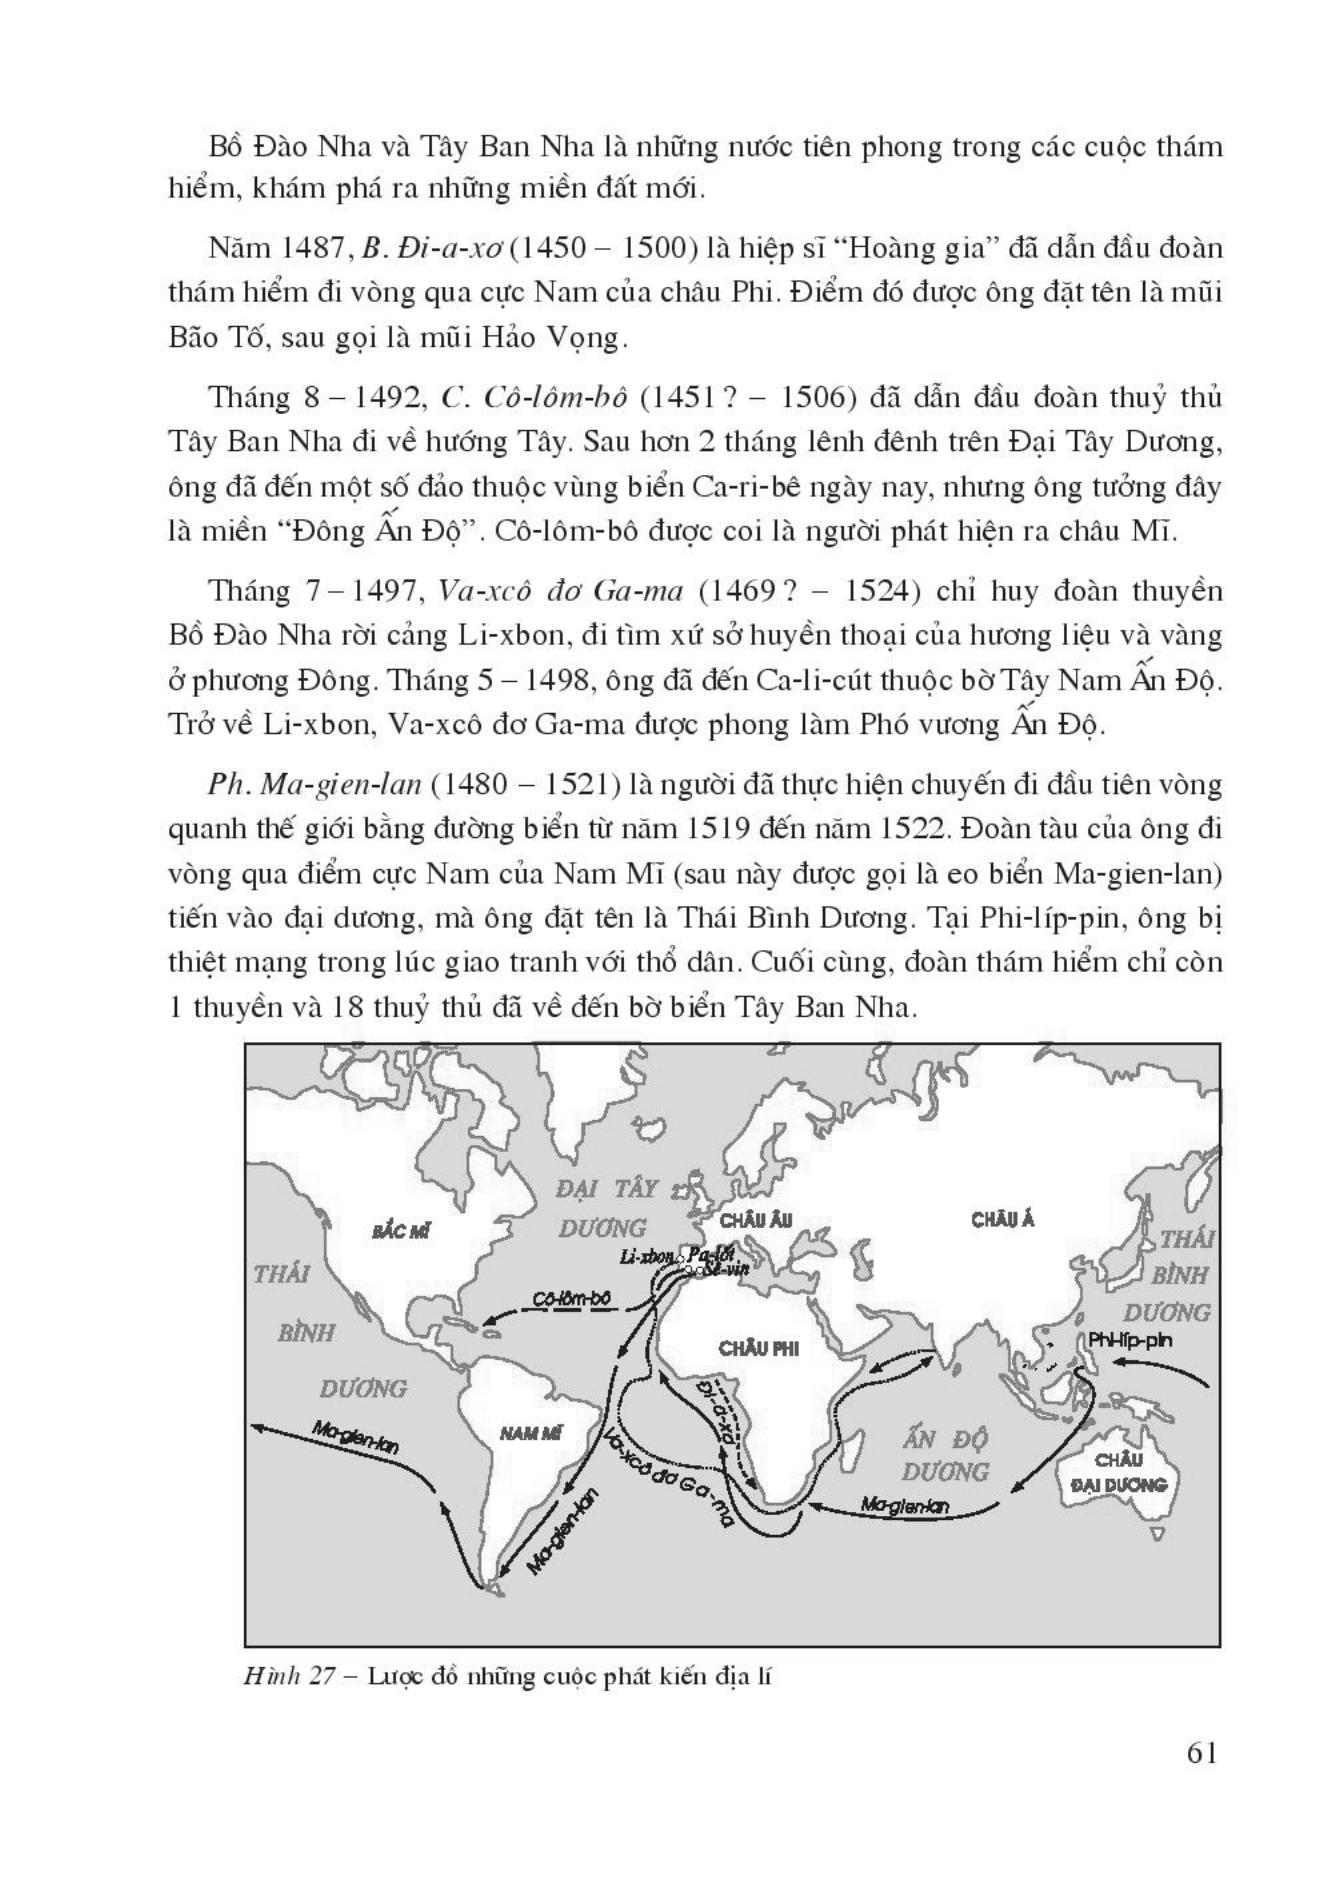 Bồ Đào Nha và Tây Ban Nha là những nước tiên phong trong các cuộc thám
hiểm, khám phá ra những miền đất mới.
Năm 1487, B. Đi-a-xơ (1450 – 1500) là hiệp sĩ “Hoàng gia” đã dẫn đầu đoàn
thám hiểm đi vòng qua cực Nam của châu Phi. Điểm đó được ông đặt tên là mũi
Bão Tố, sau gọi là mũi Hảo Vọng.
Tháng 8 – 1492, C. Cô-lôm-bô (1451? – 1506) đã dẫn đầu đoàn thuỷ thủ
Tây Ban Nha đi về hướng Tây. Sau hơn 2 tháng lênh đênh trên Đại Tây Dương,
ông đã đến một số đảo thuộc vùng biển Ca-ri-bê ngày nay, nhưng ông tưởng đây
là miền “Đông Ấn Độ”. Cô-lôm-bô được coi là người phát hiện ra châu Mĩ.
Tháng 7 – 1497, Va-xcô đơ Ga-ma (1469? – 1524) chỉ huy đoàn thuyền
Bồ Đào Nha rời cảng Li-xbon, đi tìm xứ sở huyền thoại của hương liệu và vàng
ở phương Đông. Tháng 5 – 1498, ông đã đến Ca-li-cút thuộc bờ Tây Nam Ấn Độ.
Trở về Li-xbon, Va-xcô đơ Ga-ma được phong làm Phó vương Ấn Độ.
Ph. Ma-gien-lan (1480 – 1521) là người đã thực hiện chuyến đi đầu tiên vòng
quanh thế giới bằng đường biển từ năm 1519 đến năm 1522. Đoàn tàu của ông đi
vòng qua điểm cực Nam của Nam Mĩ (sau này được gọi là eo biển Ma-gien-lan)
tiến vào đại dương, mà ông đặt tên là Thái Bình Dương. Tại Phi-líp-pin, ông bị
thiệt mạng trong lúc giao tranh với thổ dân. Cuối cùng, đoàn thám hiểm chỉ còn
1 thuyền và 18 thuỷ thủ đã về đến bờ biển Tây Ban Nha.
ĐẠI TÂY
DƯƠNG
CHÂU ÂU
CHÂU Á
BẮC MĨ
THÁI
BÌNH
DƯƠNG
Li-xbon
Pa-lốt
Sê-vin
THÁI
BÌNH
DƯƠNG
Cô-lôm-bô
CHÂU PHI
Phi-líp-pin
Đi-a-xơ
Ma-gien-lan
NAM MĨ
Va-xcô đơ Ga-ma
ẤN ĐỘ
DƯƠNG
CHÂU
ĐẠI DƯƠNG
Ma-gien-lan
Ma-gien-lan
Hình 27 – Lược đồ những cuộc phát kiến địa lí
61